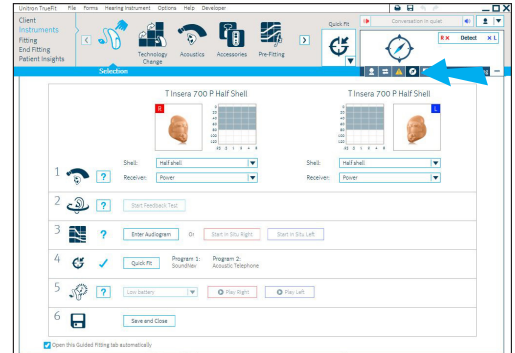 Unitron TrueFit File Forms Hearing Instrument Options Help Developer
Client
Instruments
Fitting
End Fitting
Patient Insights
Technology Change
Acoustics
Accessories
Pre-Fitting
Quick Fit
Conversation in quiet
R X Detect X L
Selection
T Insera 700 P Half Shell T Insera 700 P Half Shell
R L
Shell: Half shell Shell: Half shell
Receiver: Power Receiver: Power
1 ?
2 ? Start Feedback Test
3 ? Enter Audiogram Or Start In Situ Right Start In Situ Left
4 Quick Fit Program 1: Program 2:
SoundNav Acoustic Telephone
5 ? Low battery Play Right Play Left
6 Save and Close
Open this Guided Fitting tab automatically